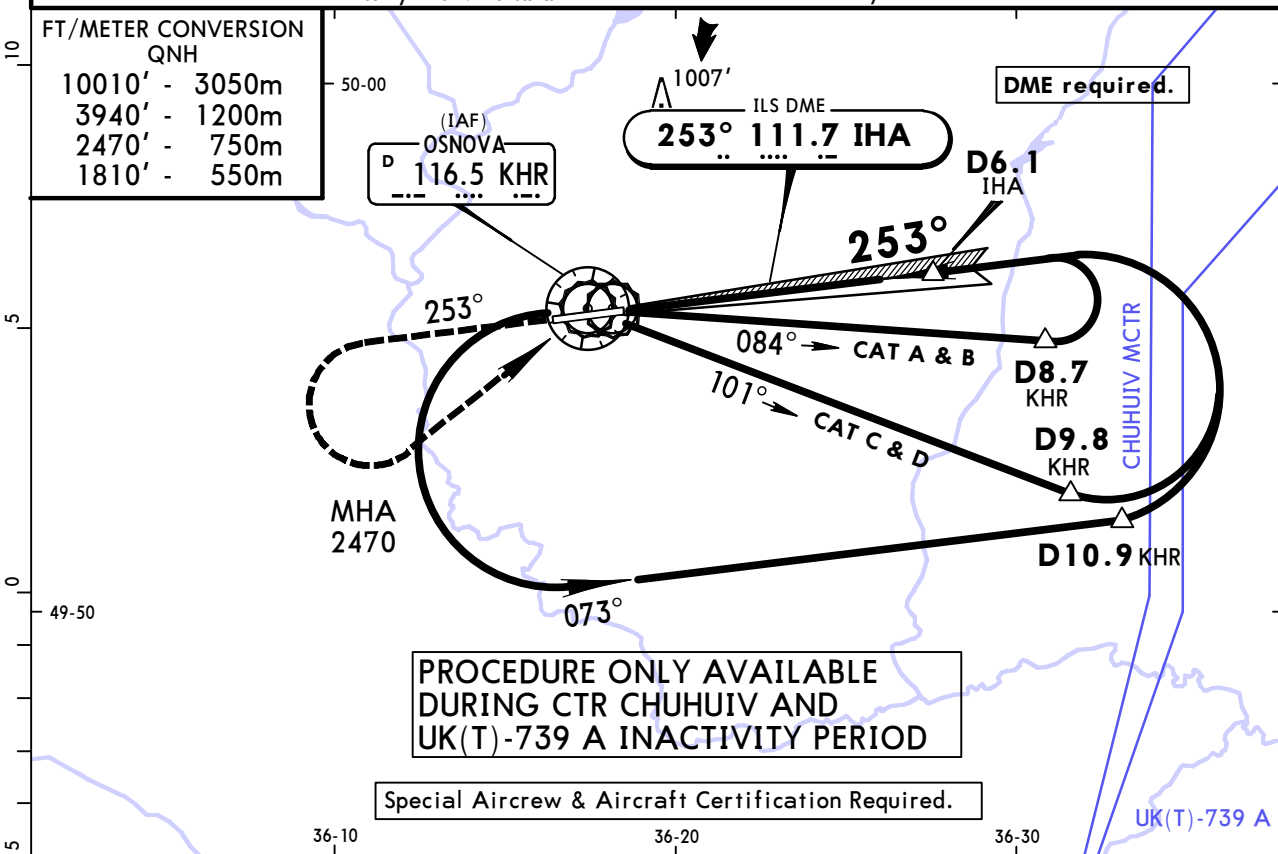 FT/METER CONVERSION
QNH
10010' - 3050m
3940' - 1200m
2470' - 750m
1810' - 550m
10
5
0
5
50-00
49-50
(IAF)
OSNOVA
D 116.5 KHR
1007'
ILS DME
253° 111.7 IHA
DME required.
D6.1
IHA
253°
253°
084° CAT A & B
D8.7
KHR
101° CAT C & D
D9.8
KHR
CHUHUIV MCTR
MHA
2470
D10.9 KHR
073°
PROCEDURE ONLY AVAILABLE
DURING CTR CHUHUIV AND
UK(T)-739 A INACTIVITY PERIOD
Special Aircrew & Aircraft Certification Required.
UK(T)-739 A
36-10
36-20
36-30